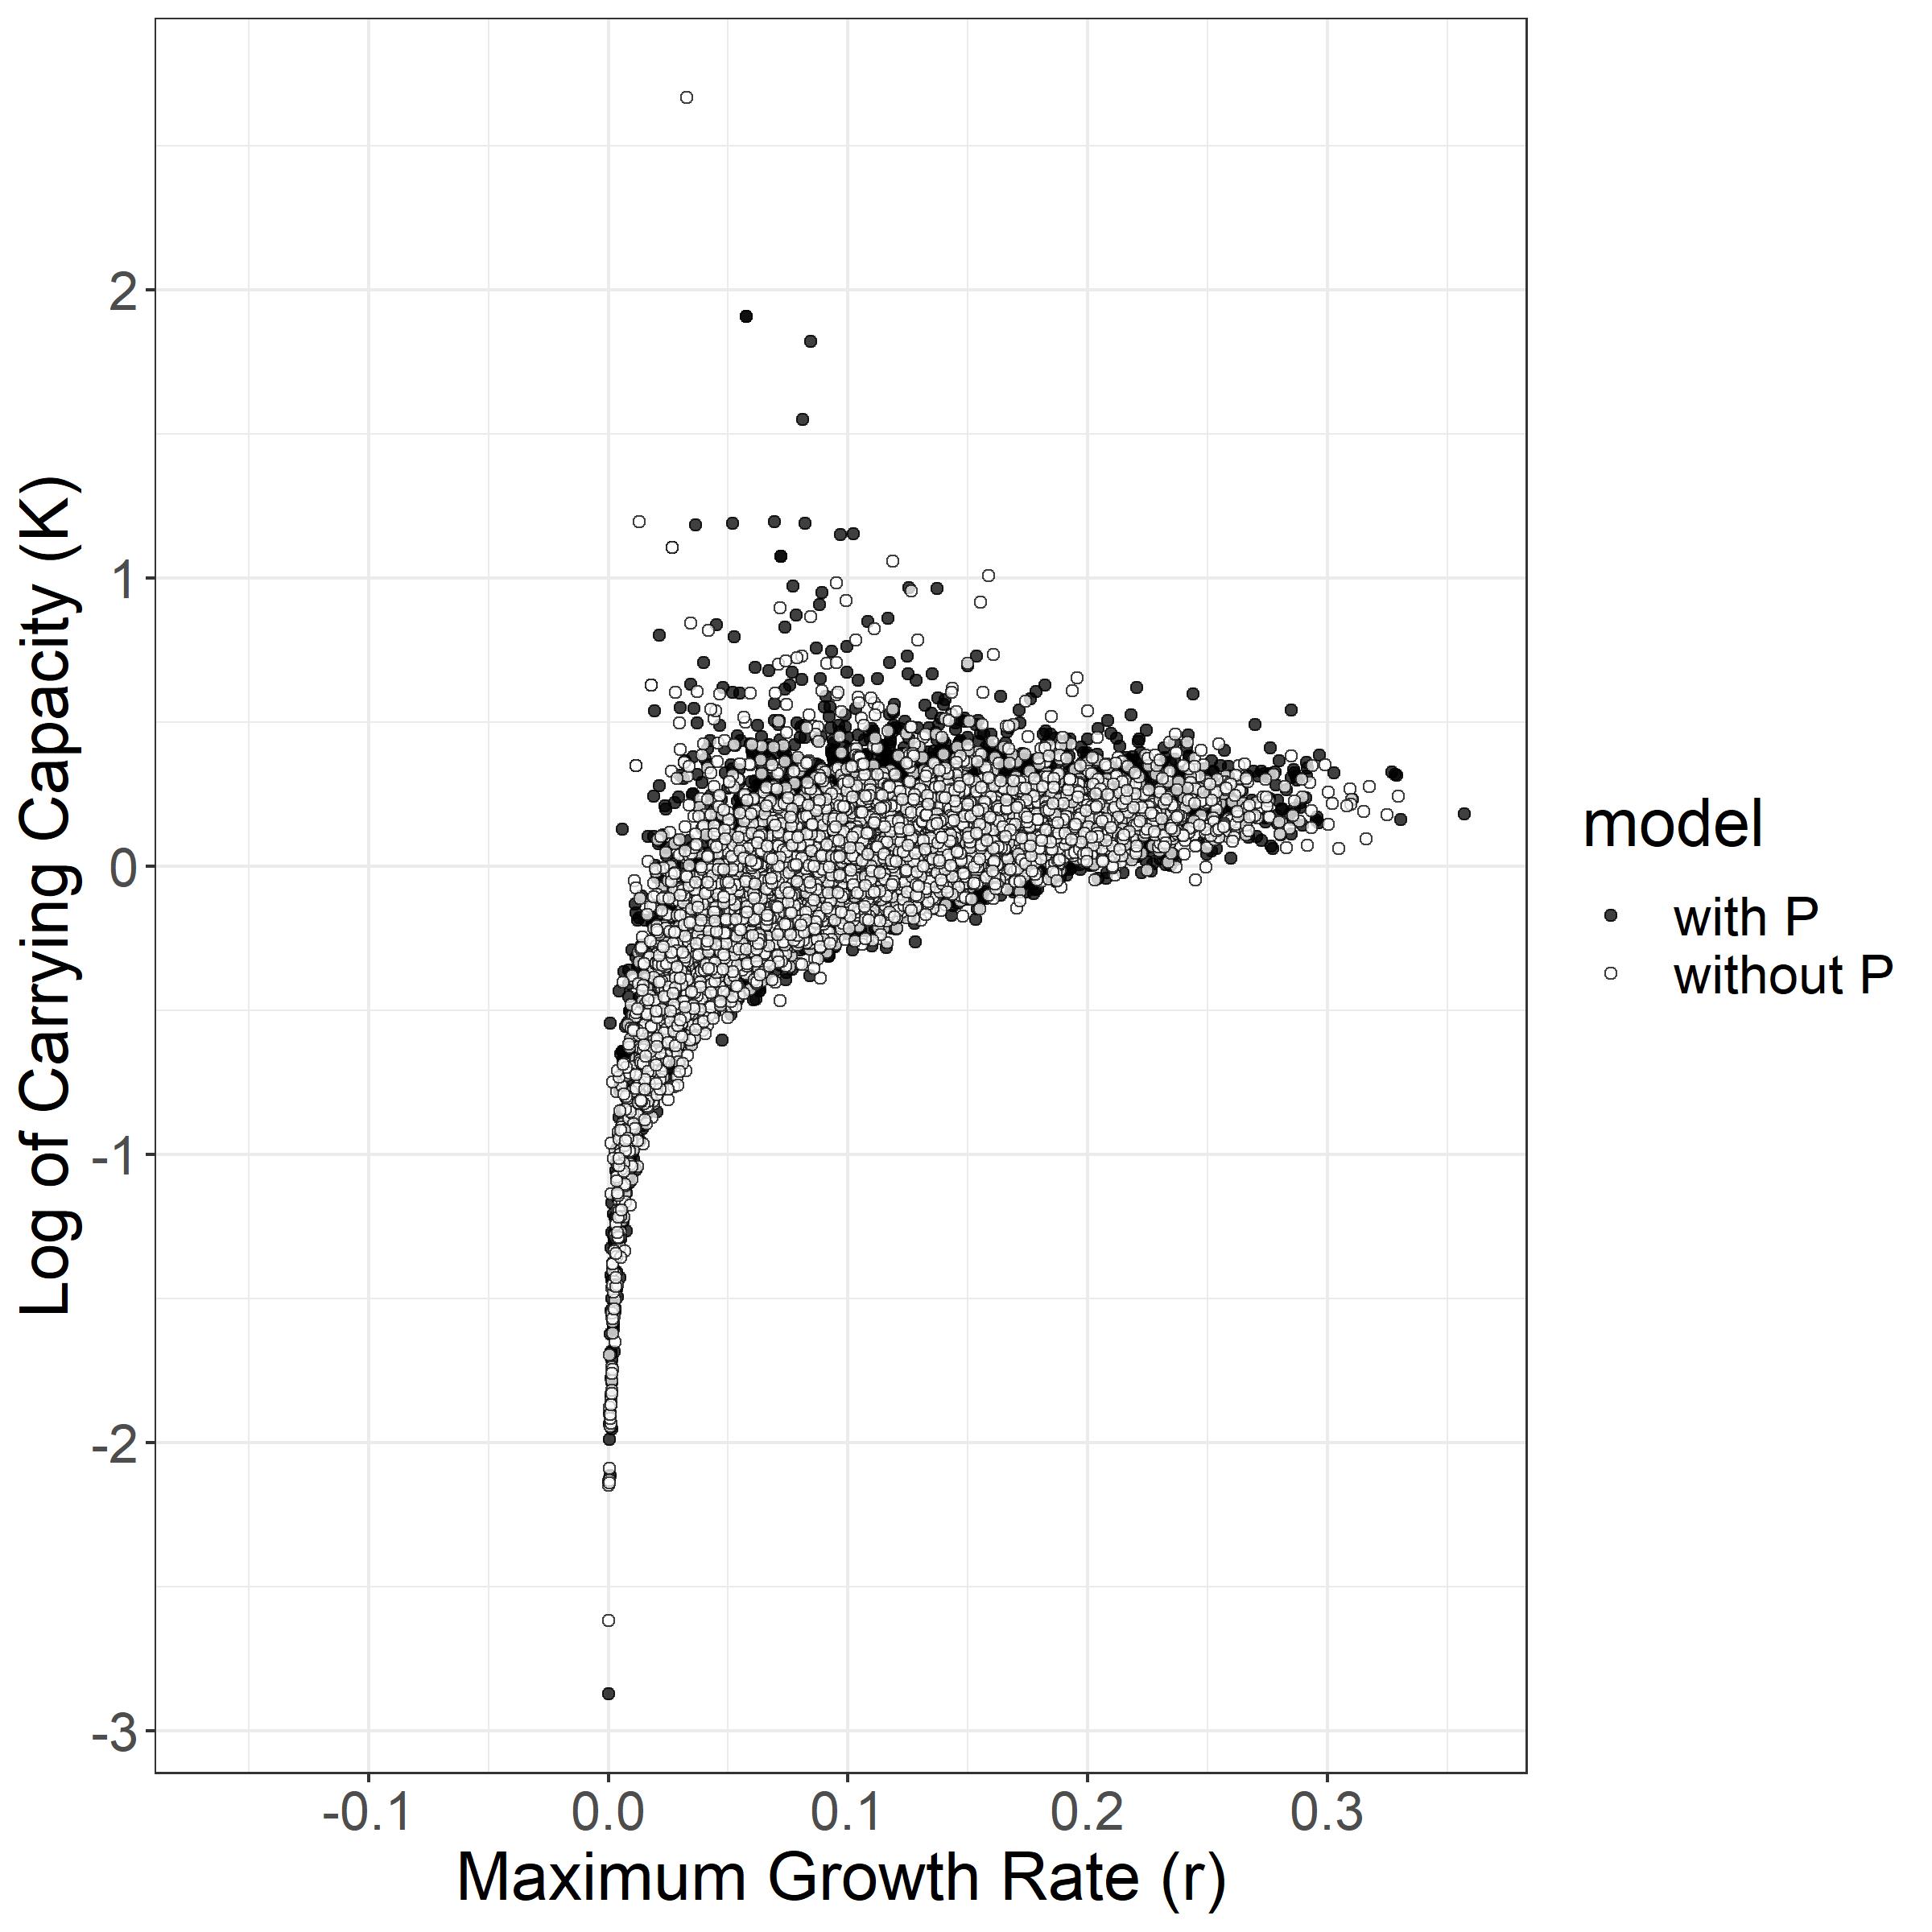 Log of Carrying Capacity (K)
2
1
0
-1
-2
-3
-0.1
0.0
0.1
0.2
0.3
Maximum Growth Rate (r)
model
with P
without P